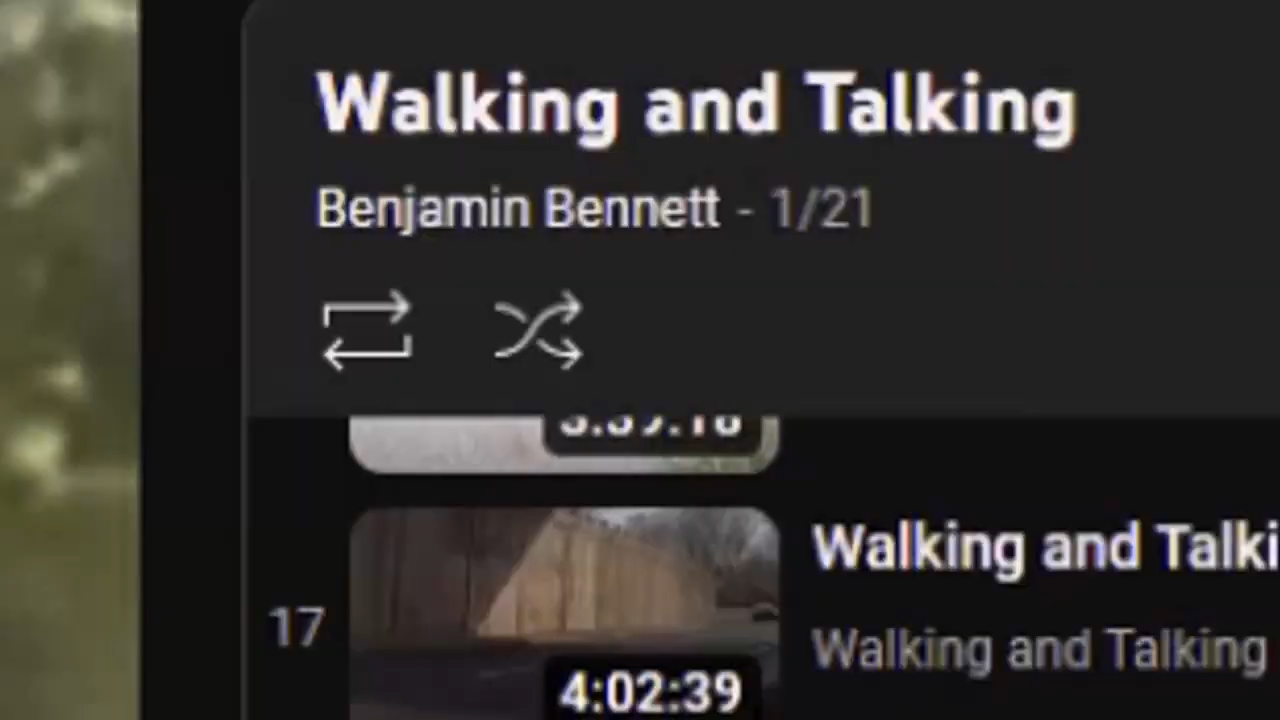 Walking and Talking
Benjamin Bennett - 1/21
Walking and Talki
17
Walking and Talking
4:02:39